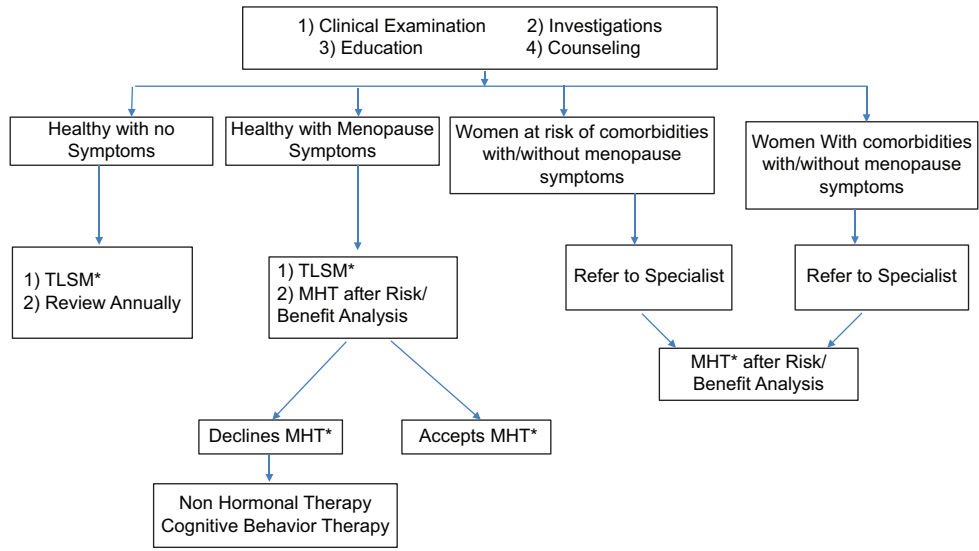 1) Clinical Examination 2) Investigations
3) Education 4) Counseling
Healthy with no
Symptoms
Healthy with Menopause
Symptoms
Women at risk of comorbidities
with/without menopause
symptoms
Women With comorbidities
with/without menopause
symptoms
1) TLSM*
2) Review Annually
1) TLSM*
2) MHT after Risk/
Benefit Analysis
Refer to Specialist
Refer to Specialist
MHT* after Risk/
Benefit Analysis
Declines MHT*
Accepts MHT*
Non Hormonal Therapy
Cognitive Behavior Therapy